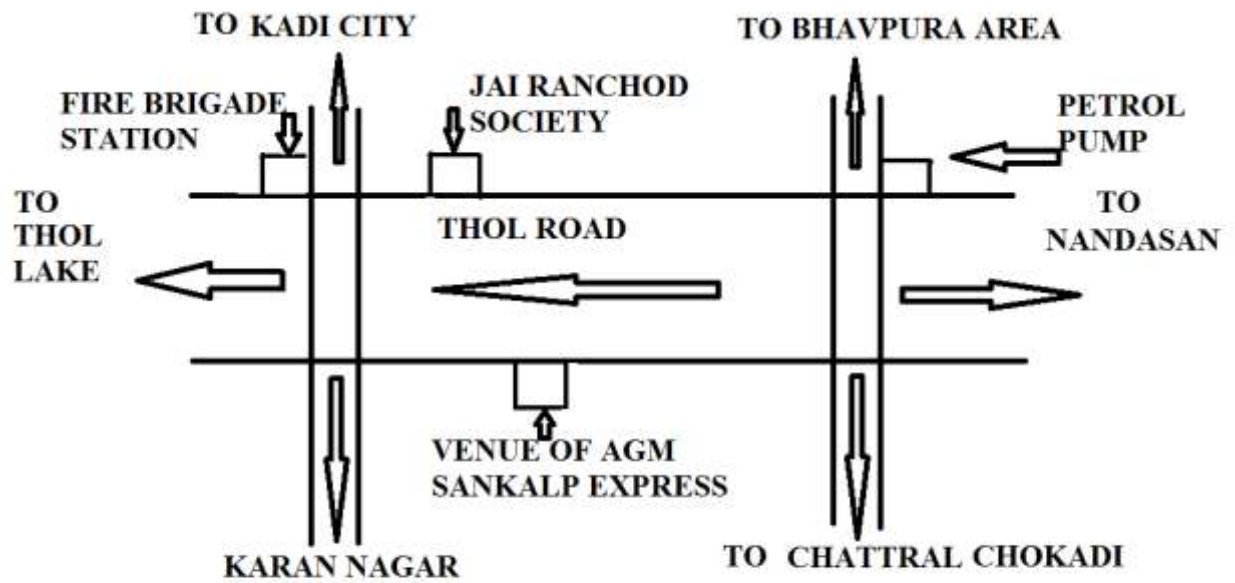 TO KADI CITY
TO BHAVPURA AREA
FIRE BRIGADE
STATION
JAI RANCHOD
SOCIETY
PETROL
PUMP
TO
THOL
LAKE
THOL ROAD
TO
NANDASAN
VENUE OF AGM
SANKALP EXPRESS
KARAN NAGAR
TO CHATTRAL CHOKADI